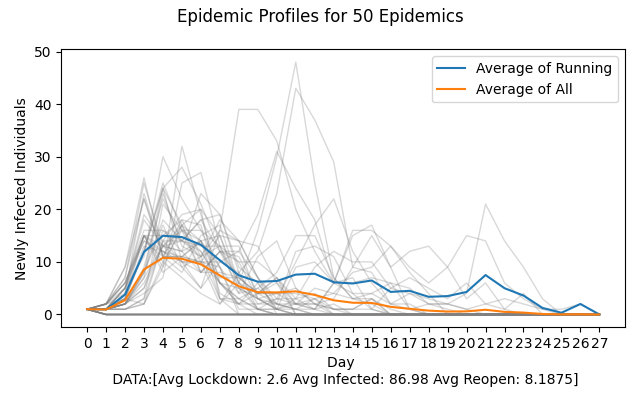 Epidemic Profiles for 50 Epidemics
Newly Infected Individuals
50
40
30
20
10
0
Average of Running
Average of All
0 1 2 3 4 5 6 7 8 9 10 11 12 13 14 15 16 17 18 19 20 21 22 23 24 25 26 27
Day
DATA:[Avg Lockdown: 2.6 Avg Infected: 86.98 Avg Reopen: 8.1875]